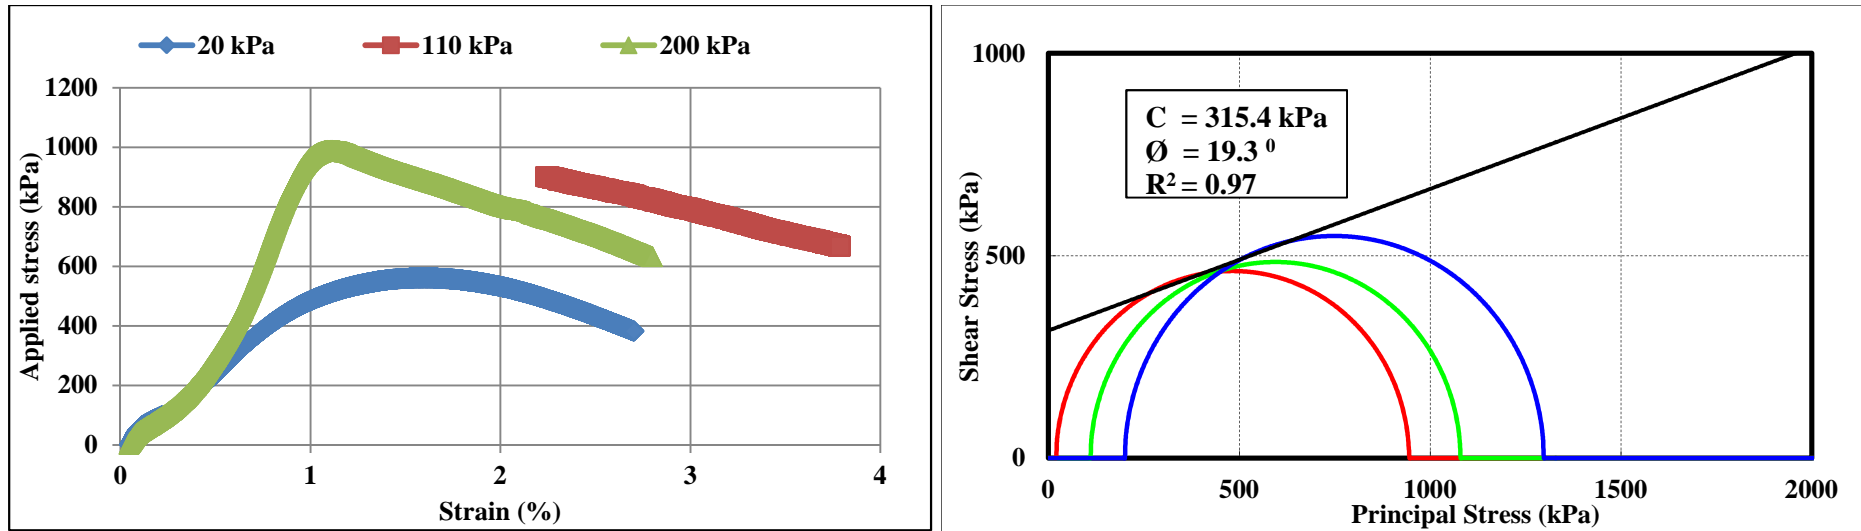 20 kPa 110 kPa 200 kPa
1200
1000
800
600
400
200
0
0 1 2 3 4
Applied stress (kPa)
Strain (%)
1000
500
0
0 500 1000 1500 2000
Shear Stress (kPa)
Principal Stress (kPa)
C = 315.4 kPa
Ø = 19.3 ⁰
R² = 0.97